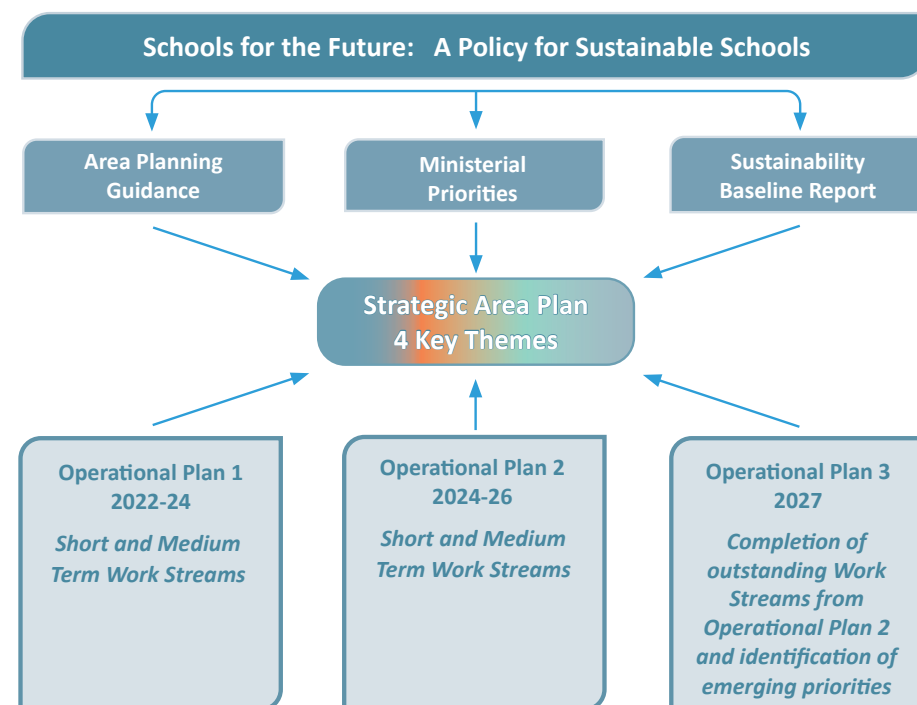 Schools for the Future: A Policy for Sustainable Schools
Area Planning
Guidance
Ministerial
Priorities
Sustainability
Baseline Report
Strategic Area Plan
4 Key Themes
Operational Plan 1
2022-24
Short and Medium
Term Work Streams
Operational Plan 2
2024-26
Short and Medium
Term Work Streams
Operational Plan 3
2027
Completion of
outstanding Work
Streams from
Operational Plan 2
and identification of
emerging priorities